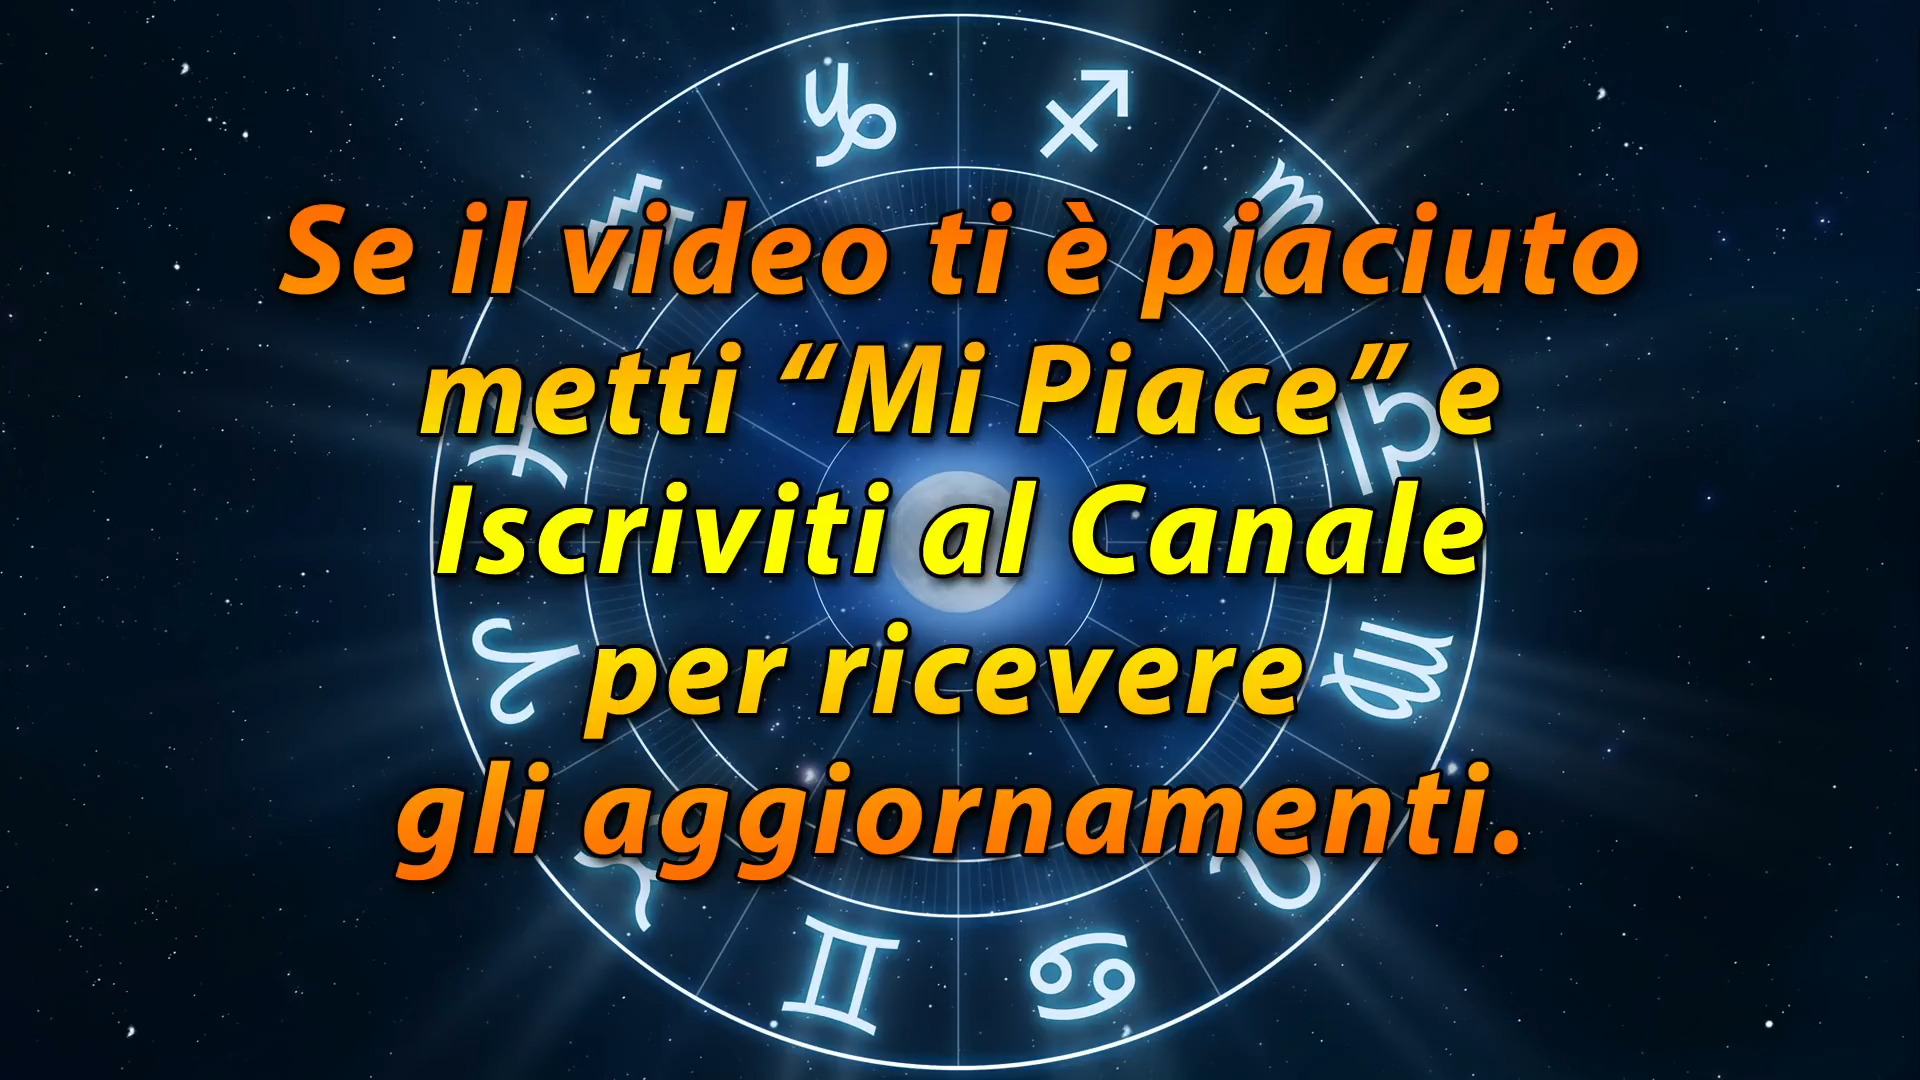 Se il video ti è piaciuto
metti “Mi Piace” e
Iscriviti al Canale
per ricevere
gli aggiornamenti.